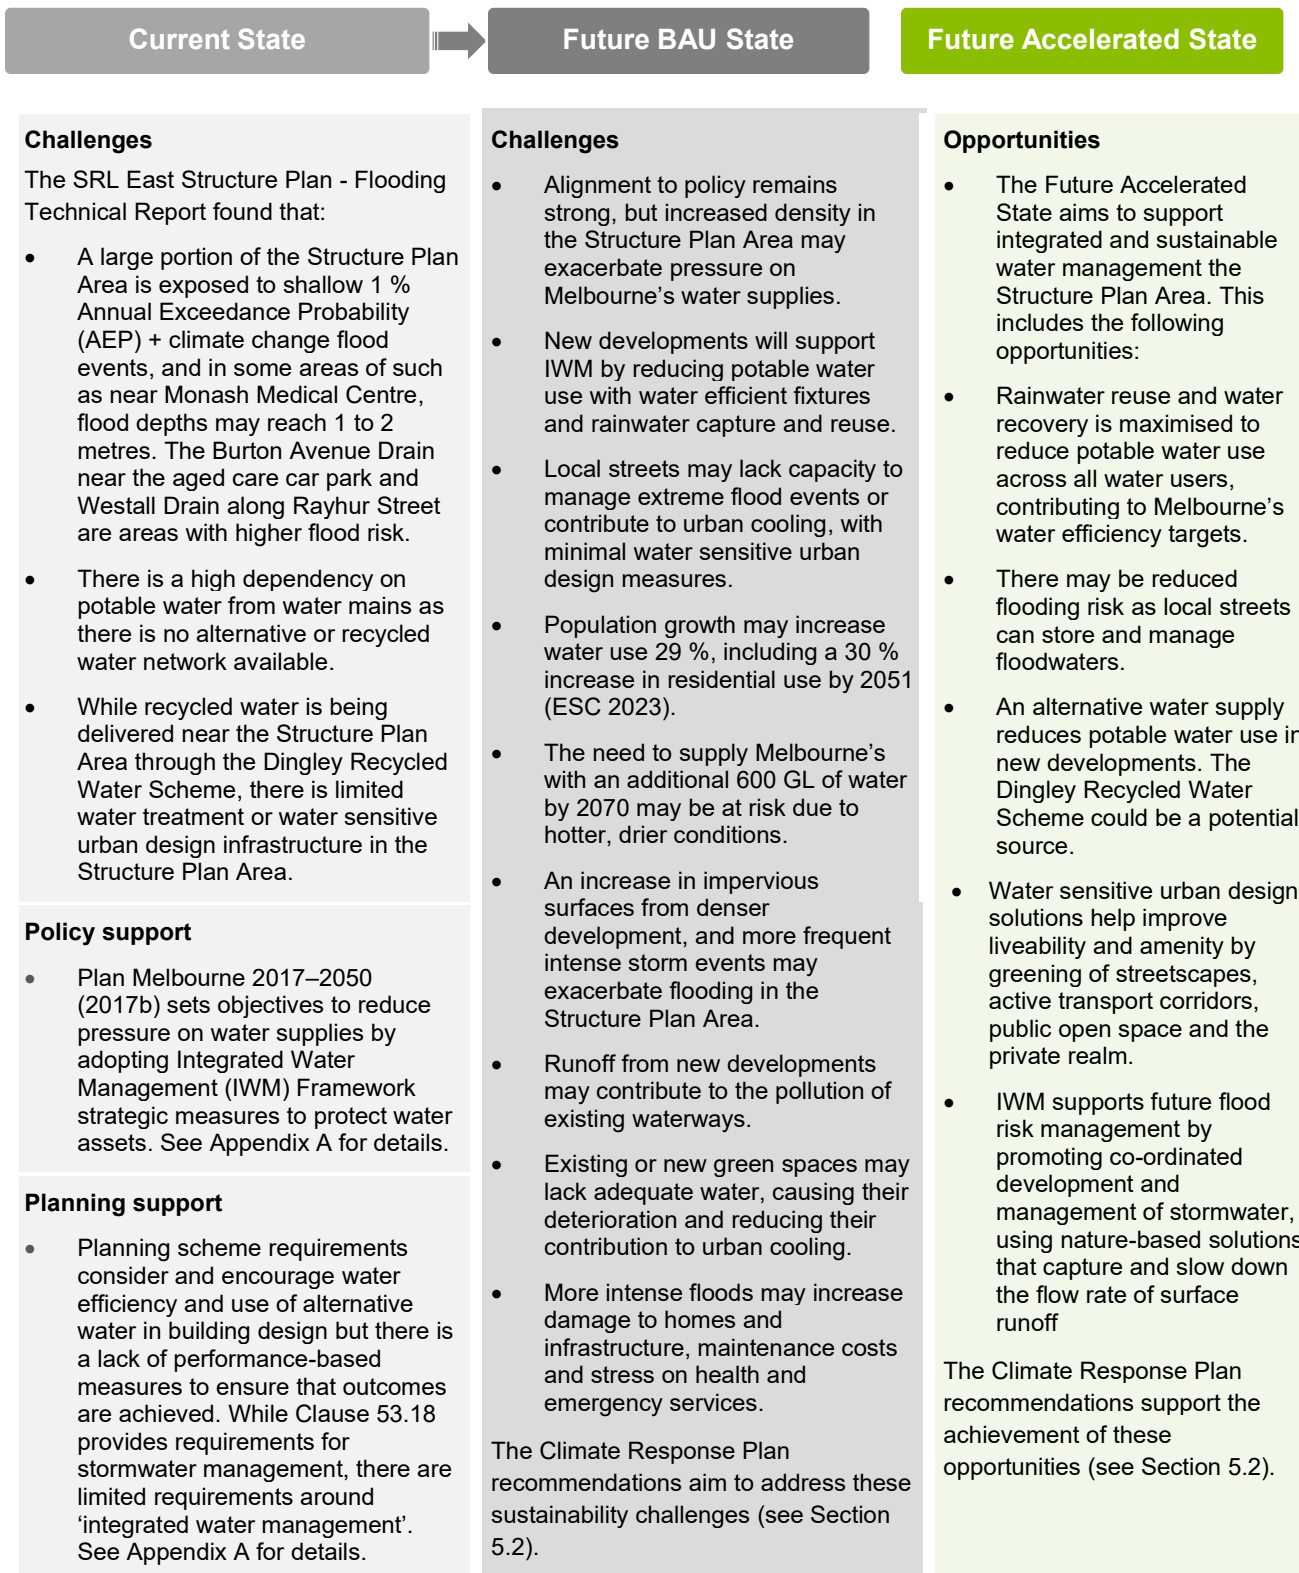 Current State
Future BAU State
Future Accelerated State
Challenges
The SRL East Structure Plan - Flooding
Technical Report found that:
• A large portion of the Structure Plan
Area is exposed to shallow 1 %
Annual Exceedance Probability
(AEP) + climate change flood
events, and in some areas of such
as near Monash Medical Centre,
flood depths may reach 1 to 2
metres. The Burton Avenue Drain
near the aged care car park and
Westall Drain along Rayhur Street
are areas with higher flood risk.
• There is a high dependency on
potable water from water mains as
there is no alternative or recycled
water network available.
• While recycled water is being
delivered near the Structure Plan
Area through the Dingley Recycled
Water Scheme, there is limited
water treatment or water sensitive
urban design infrastructure in the
Structure Plan Area.
Policy support
• Plan Melbourne 2017–2050
(2017b) sets objectives to reduce
pressure on water supplies by
adopting Integrated Water
Management (IWM) Framework
strategic measures to protect water
assets. See Appendix A for details.
Planning support
• Planning scheme requirements
consider and encourage water
efficiency and use of alternative
water in building design but there is
a lack of performance-based
measures to ensure that outcomes
are achieved. While Clause 53.18
provides requirements for
stormwater management, there are
limited requirements around
‘integrated water management’.
See Appendix A for details.
Challenges
• Alignment to policy remains
strong, but increased density in
the Structure Plan Area may
exacerbate pressure on
Melbourne’s water supplies.
• New developments will support
IWM by reducing potable water
use with water efficient fixtures
and rainwater capture and reuse.
• Local streets may lack capacity to
manage extreme flood events or
contribute to urban cooling, with
minimal water sensitive urban
design measures.
• Population growth may increase
water use 29 %, including a 30 %
increase in residential use by 2051
(ESC 2023).
• The need to supply Melbourne’s
with an additional 600 GL of water
by 2070 may be at risk due to
hotter, drier conditions.
• An increase in impervious
surfaces from denser
development, and more frequent
intense storm events may
exacerbate flooding in the
Structure Plan Area.
• Runoff from new developments
may contribute to the pollution of
existing waterways.
• Existing or new green spaces may
lack adequate water, causing their
deterioration and reducing their
contribution to urban cooling.
• More intense floods may increase
damage to homes and
infrastructure, maintenance costs
and stress on health and
emergency services.
The Climate Response Plan
recommendations aim to address these
sustainability challenges (see Section
5.2).
Opportunities
• The Future Accelerated
State aims to support
integrated and sustainable
water management the
Structure Plan Area. This
includes the following
opportunities:
• Rainwater reuse and water
recovery is maximised to
reduce potable water use
across all water users,
contributing to Melbourne’s
water efficiency targets.
• There may be reduced
flooding risk as local streets
can store and manage
floodwaters.
• An alternative water supply
reduces potable water use in
new developments. The
Dingley Recycled Water
Scheme could be a potential
source.
• Water sensitive urban design
solutions help improve
liveability and amenity by
greening of streetscapes,
active transport corridors,
public open space and the
private realm.
• IWM supports future flood
risk management by
promoting co-ordinated
development and
management of stormwater,
using nature-based solutions
that capture and slow down
the flow rate of surface
runoff
The Climate Response Plan
recommendations support the
achievement of these
opportunities (see Section 5.2).